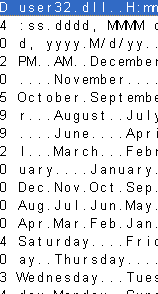 D user32.dll..H:mm
4 :ss.dddd, MMMM d
0 d, yyyy.M/d/yy..
2 PM..AM..December
0 ....November....
5 October.Septembe
9 r...August..July
9 ....June....Apri
2 l...March...Febr
0 uary....January.
0 Dec.Nov.Oct.Sep.
0 Aug.Jul.Jun.May.
0 Apr.Mar.Feb.Jan.
4 Saturday....Frid
0 ay..Thursday....
3 Wednesday...Tues